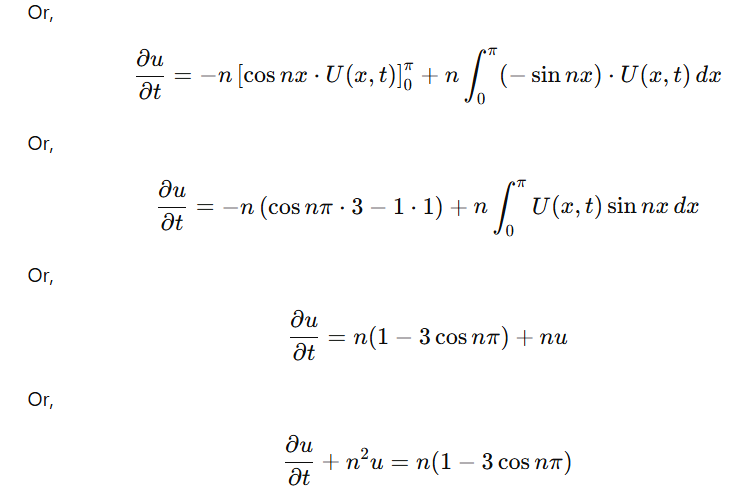 Or,
∂u/∂t = −n [cos nx · U(x, t)]₀^π + n ∫₀^π (− sin nx) · U(x, t) dx
Or,
∂u/∂t = −n (cos nπ · 3 − 1 · 1) + n ∫₀^π U(x, t) sin nx dx
Or,
∂u/∂t = n(1 − 3 cos nπ) + nu
Or,
∂u/∂t + n²u = n(1 − 3 cos nπ)